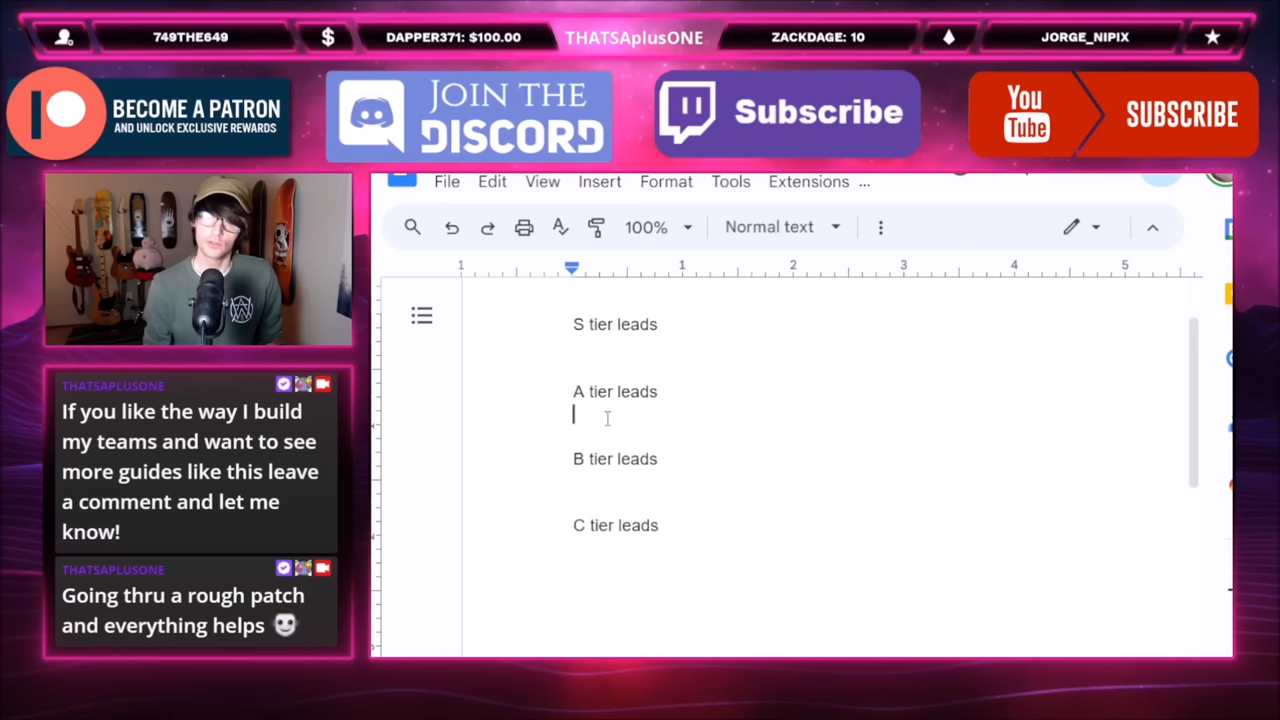 749THE649
$
DAPPER371: $100.00
THATSAplusONE
ZACKDAGE: 10
JORGE_NIPIX
BECOME A PATRON
AND UNLOCK EXCLUSIVE REWARDS
JOIN THE
DISCORD
Subscribe
You
Tube
SUBSCRIBE
File Edit View Insert Format Tools Extensions ...
100% Normal text
1 1 2 3 4 5
S tier leads
A tier leads
B tier leads
C tier leads
THATSAPLUSONE
If you like the way I build
my teams and want to see
more guides like this leave
a comment and let me
know!
THATSAPLUSONE
Going thru a rough patch
and everything helps